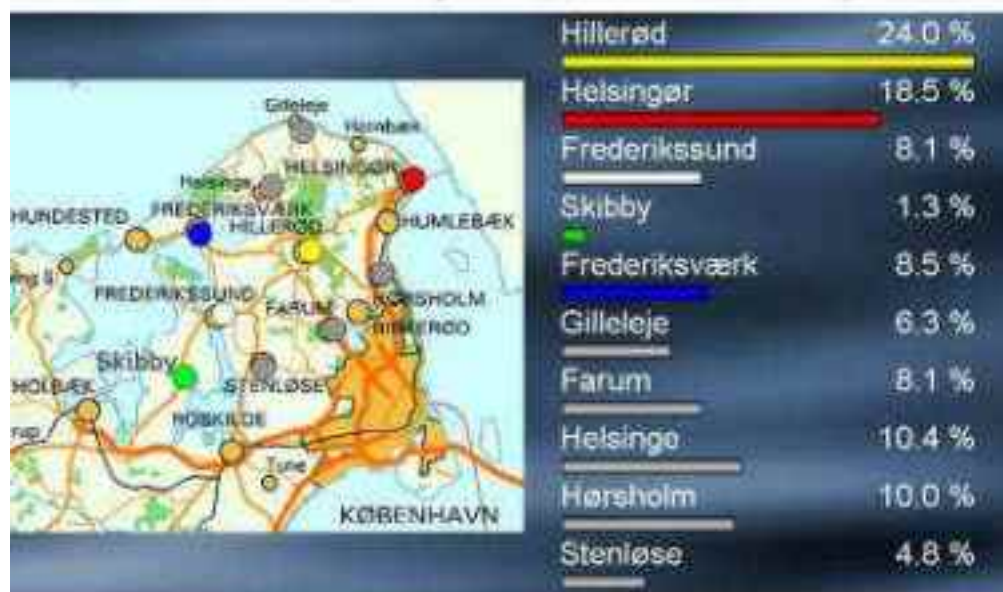 Gilleleje
Hornbæk
HELSINGØR
Helsinge
HUNDESTED
FREDERIKSVÆRK
HUMLEBÆK
HILLERØD
FREDERIKSSUND
HØRSHOLM
FARUM
BIRKERØD
Skibby
STENLØSE
HOLBÆK
ROSKILDE
Tune
KØBENHAVN
Hillerød 24.0 %
Helsingør 18.5 %
Frederikssund 8.1 %
Skibby 1.3 %
Frederiksværk 8.5 %
Gilleleje 6.3 %
Farum 8.1 %
Helsinge 10.4 %
Hørsholm 10.0 %
Stenløse 4.8 %